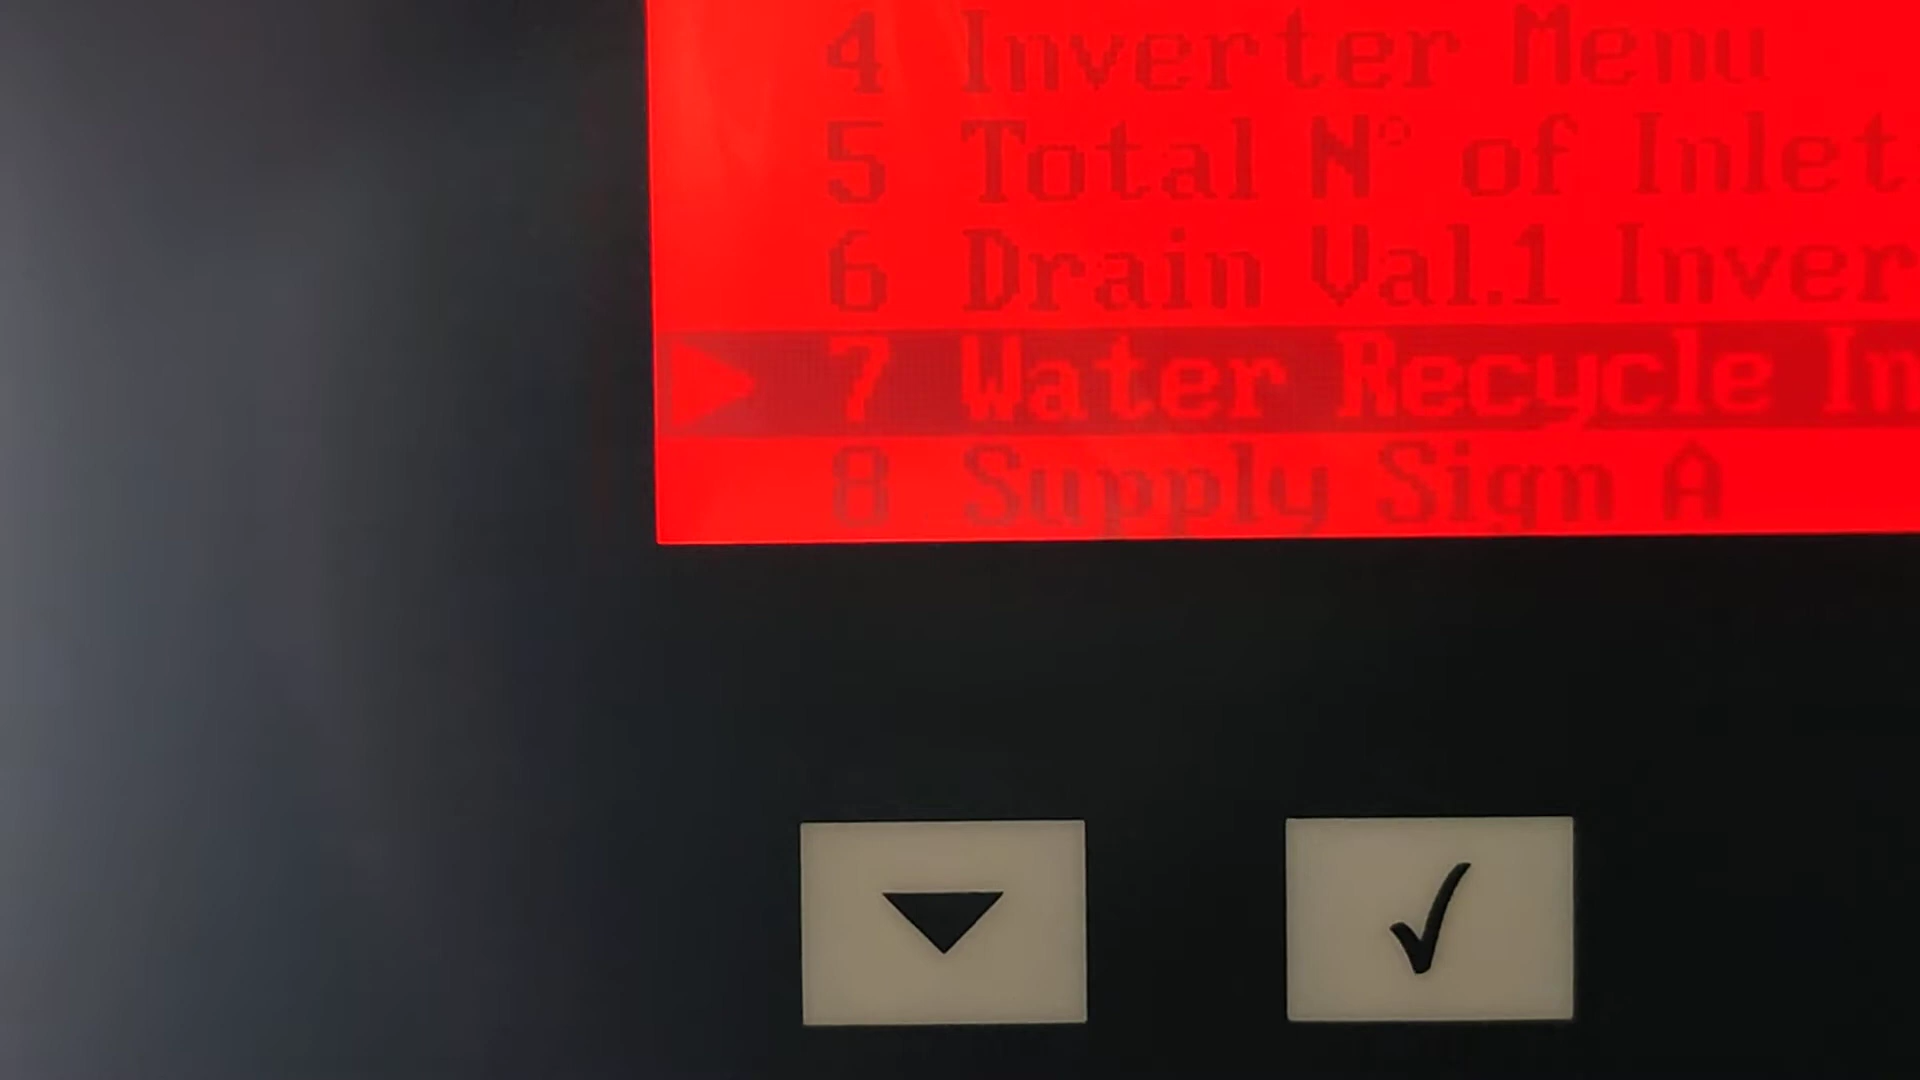 4 Inverter Menu
5 Total N° of Inlet
6 Drain Val.1 Inver
7 Water Recycle In
8 Supply Sign A